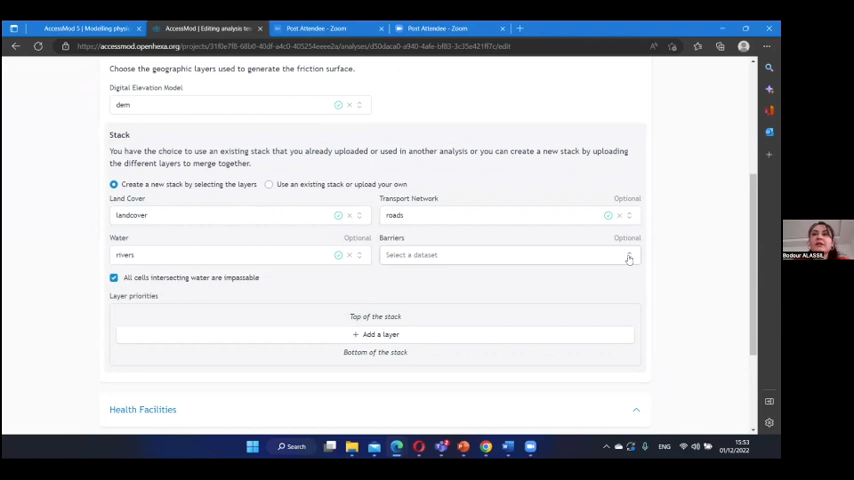 AccessMod 5 | Modelling physi
AccessMod | Editing analysis ten
Post Attendee - Zoom
Post Attendee - Zoom
Choose the geographic layers used to generate the friction surface.
Digital Elevation Model
dem
Stack
You have the choice to use an existing stack that you already uploaded or used in another analysis or you can create a new stack by uploading
the different layers to merge together.
Create a new stack by selecting the layers
Use an existing stack or upload your own
Land Cover
Transport Network
Optional
landcover
roads
Water
Optional
Barriers
Optional
rivers
Select a dataset
All cells intersecting water are impassable
Layer priorities
Top of the stack
+ Add a layer
Bottom of the stack
Health Facilities
Bodour ALASSIL
Search
ENG
15:53
01/12/2022